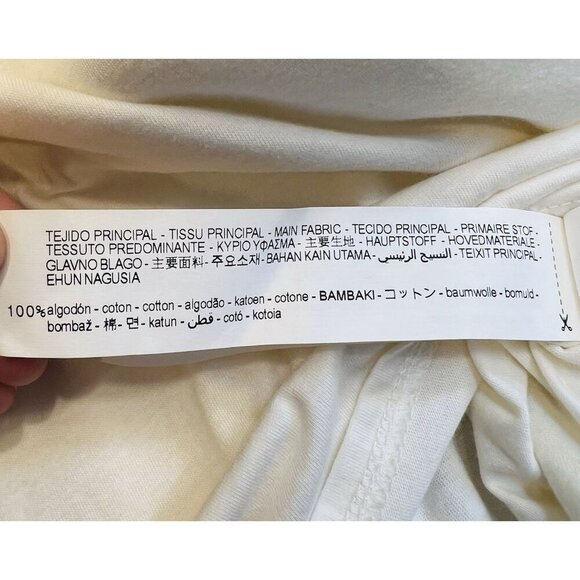 TEJIDO PRINCIPAL - TISSU PRINCIPAL - MAIN FABRIC - TECIDO PRINCIPAL - PRIMAIRE STOF -
TESSUTO PREDOMINANTE - ΚΥΡΙΟ ΥΦΑΣΜΑ - 主要生地 - HAUPTSTOFF - HOVEDMATERIALE -
GLAVNO BLAGO - 主要面料 - 주요소재 - BAHAN KAIN UTAMA - النسيج الرئيسي - TEIXIT PRINCIPAL -
EHUN NAGUSIA
100% algodón - coton - cotton - algodão - katoen - cotone - ΒΑΜΒΑΚΙ - コットン - baumwolle - bomuld -
bombaž - 棉 - 면 - katun - قطن - cotó - kotoia